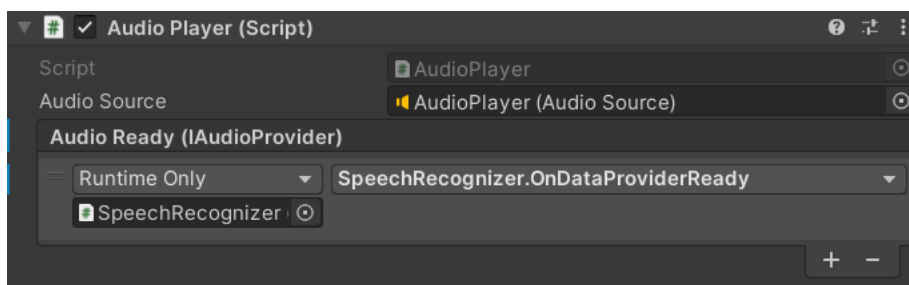 Audio Player (Script)
Script AudioPlayer
Audio Source AudioPlayer (Audio Source)
Audio Ready (IAudioProvider)
Runtime Only SpeechRecognizer.OnDataProviderReady
SpeechRecognizer